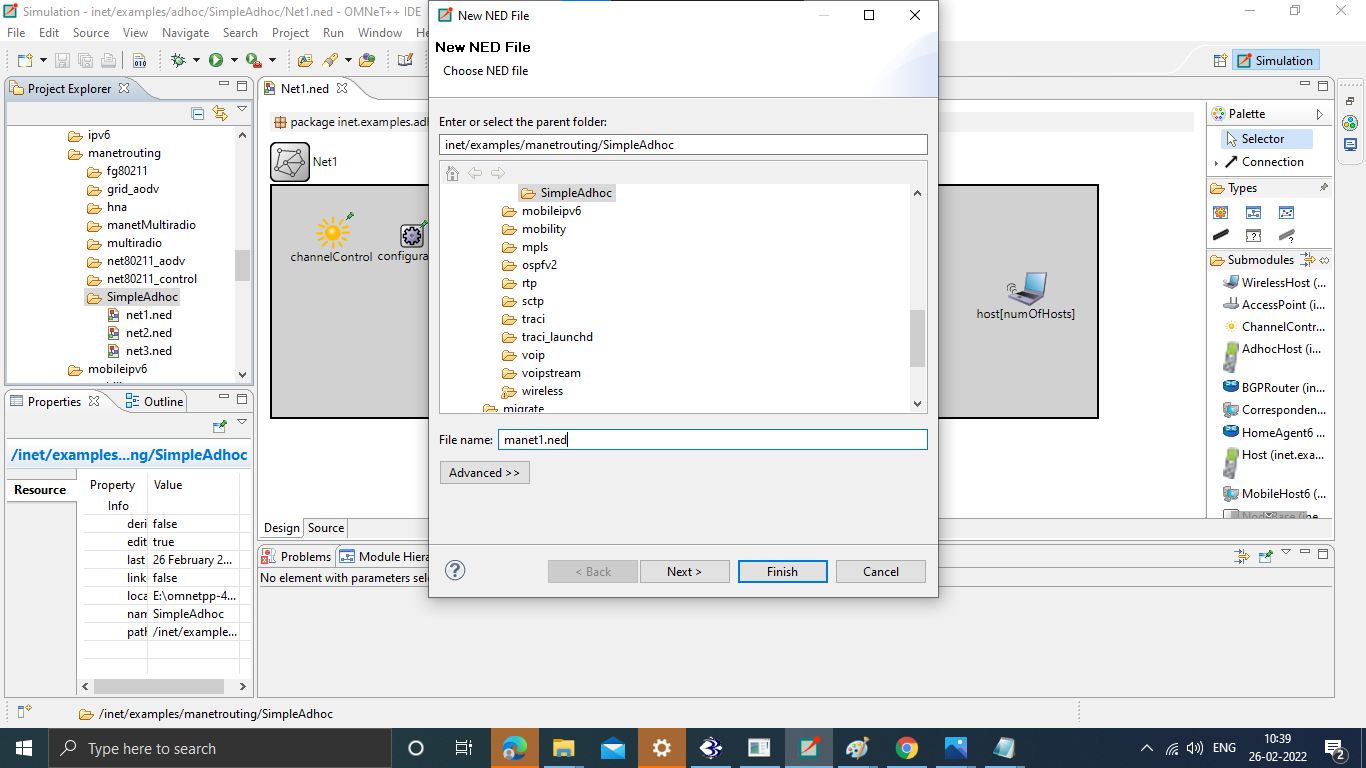 Simulation - inet/examples/adhoc/SimpleAdhoc/Net1.ned - OMNeT++ IDE
File Edit Source View Navigate Search Project Run Window He
Simulation
Project Explorer
ipv6
manetrouting
fg80211
grid_aodv
hna
manetMultiradio
multiradio
net80211_aodv
net80211_control
SimpleAdhoc
net1.ned
net2.ned
net3.ned
mobileipv6
Properties Outline
/inet/examples...ng/SimpleAdhoc
Resource
Property Value
Info
deri false
edit true
last 26 February 2...
link false
loca E:\omnetpp-4...
nam SimpleAdhoc
path /inet/example...
Net1.ned
package inet.examples.adh
Net1
channelControl
configura
host[numOfHosts]
Design Source
Problems Module Hiera
No element with parameters sele
New NED File
New NED File
Choose NED file
Enter or select the parent folder:
inet/examples/manetrouting/SimpleAdhoc
SimpleAdhoc
mobileipv6
mobility
mpls
ospfv2
rtp
sctp
traci
traci_launchd
voip
voipstream
wireless
migrate
File name: manet1.ned
Advanced >>
< Back Next > Finish Cancel
Palette
Selector
Connection
Types
Submodules
WirelessHost (...
AccessPoint (i...
ChannelContr...
AdhocHost (i...
BGPRouter (in...
Corresponden...
HomeAgent6 ...
Host (inet.exa...
MobileHost6 (...
/inet/examples/manetrouting/SimpleAdhoc
Type here to search
ENG
10:39
26-02-2022
2